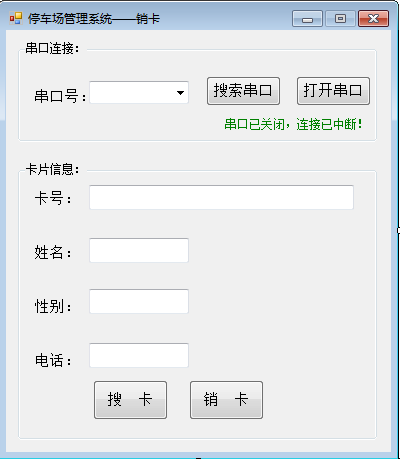 停车场管理系统——销卡
串口连接:
串口号: 搜索串口 打开串口
串口已关闭，连接已中断!
卡片信息:
卡号:
姓名:
性别:
电话:
搜 卡 销 卡